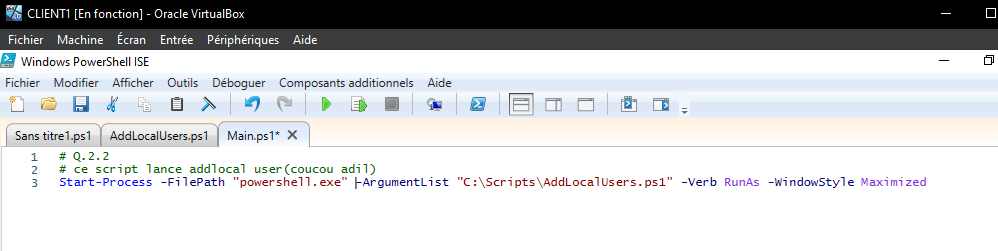 CLIENT1 [En fonction] - Oracle VirtualBox
Fichier Machine Écran Entrée Périphériques Aide
Windows PowerShell ISE
Fichier Modifier Afficher Outils Déboguer Composants additionnels Aide
Sans titre1.ps1 AddLocalUsers.ps1 Main.ps1* X
1 # Q.2.2
2 # ce script lance addlocal user(coucou adil)
3 Start-Process -FilePath "powershell.exe" -ArgumentList "C:\Scripts\AddLocalUsers.ps1" -Verb RunAs -WindowStyle Maximized